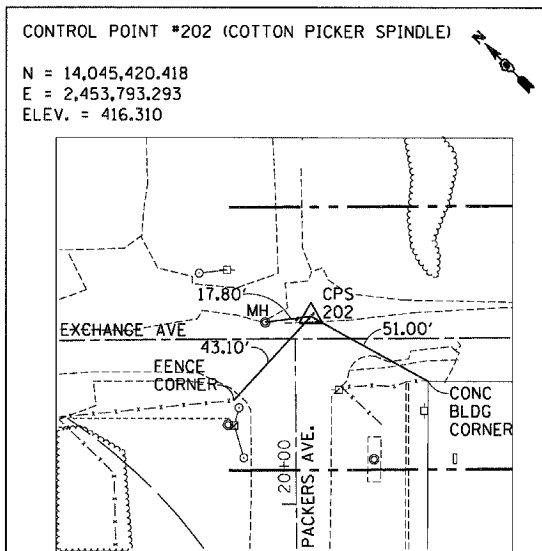 CONTROL POINT #202 (COTTON PICKER SPINDLE)
N = 14,045,420.418
E = 2,453,793.293
ELEV. = 416.310
17.80'
MH
CPS
202
EXCHANGE AVE
43.10'
51.00'
FENCE
CORNER
CONC
BLDG
CORNER
20+00
PACKERS AVE.